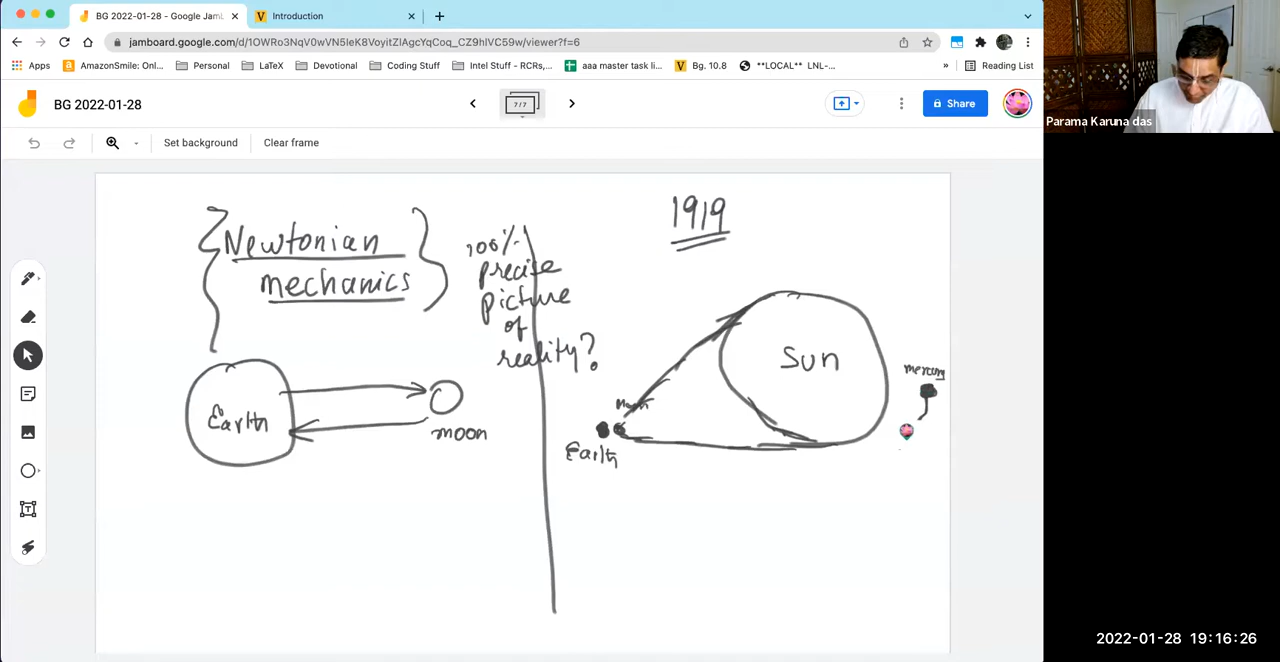 BG 2022-01-28 - Google Jam
Introduction
jamboard.google.com/d/1OWRo3NqV0wVN5leK8VoyitZlAgcYqCoq_CZ9hlVC59w/viewer?f=6
Apps
AmazonSmile: Onl...
Personal
LaTeX
Devotional
Coding Stuff
Intel Stuff - RCRs,...
aaa master task li...
Bg. 10.8
**LOCAL** LNL-...
»
Reading List
BG 2022-01-28
7/7
Share
Parama Karuna das
Set background
Clear frame
Newtonian
mechanics
100%
precise
picture
of
reality?
Earth
moon
1919
Sun
mercury
Moon
Earth
2022-01-28 19:16:26